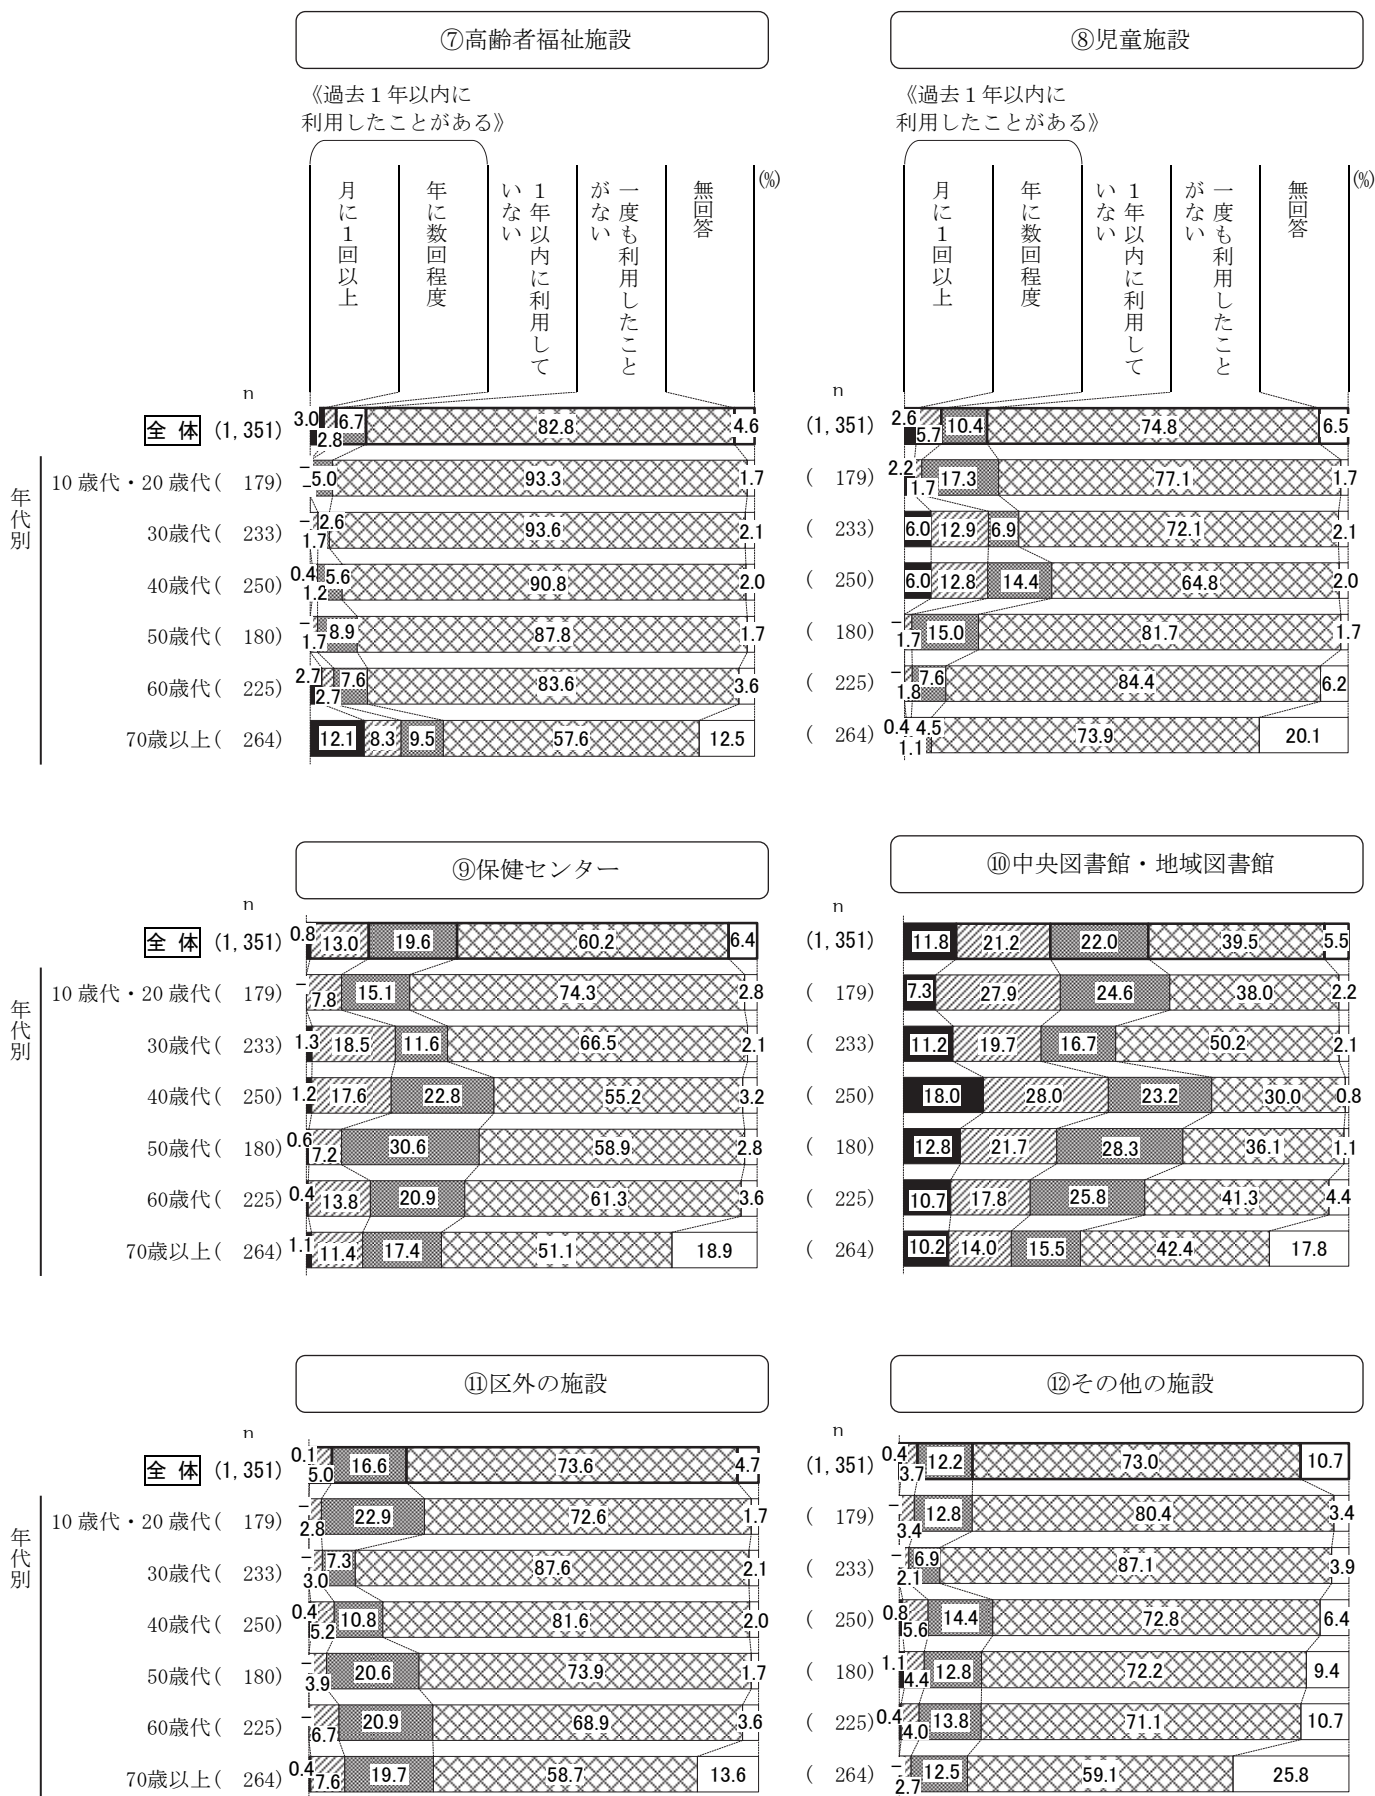 ⑦高齢者福祉施設
《過去１年以内に
利用したことがある》
月に１回以上
年に数回程度
１年以内に利用して
いない
一度も利用したこと
がない
無回答
(%)
n
全 体 (1,351) 3.0 2.8 6.7 82.8 4.6
年代別
10 歳代・20 歳代( 179) － － 5.0 93.3 1.7
30歳代( 233) － 1.7 2.6 93.6 2.1
40歳代( 250) 0.4 1.2 5.6 90.8 2.0
50歳代( 180) － 1.7 8.9 87.8 1.7
60歳代( 225) 2.7 2.7 7.6 83.6 3.6
70歳以上( 264) 12.1 8.3 9.5 57.6 12.5
⑧児童施設
《過去１年以内に
利用したことがある》
月に１回以上
年に数回程度
１年以内に利用して
いない
一度も利用したこと
がない
無回答
(%)
n
(1,351) 2.6 5.7 10.4 74.8 6.5
( 179) 2.2 1.7 17.3 77.1 1.7
( 233) 6.0 12.9 6.9 72.1 2.1
( 250) 6.0 12.8 14.4 64.8 2.0
( 180) － 1.7 15.0 81.7 1.7
( 225) － 1.8 7.6 84.4 6.2
( 264) 0.4 1.1 4.5 73.9 20.1
⑨保健センター
n
全 体 (1,351) 0.8 13.0 19.6 60.2 6.4
年代別
10 歳代・20 歳代( 179) － 7.8 15.1 74.3 2.8
30歳代( 233) 1.3 18.5 11.6 66.5 2.1
40歳代( 250) 1.2 17.6 22.8 55.2 3.2
50歳代( 180) 0.6 7.2 30.6 58.9 2.8
60歳代( 225) 0.4 13.8 20.9 61.3 3.6
70歳以上( 264) 1.1 11.4 17.4 51.1 18.9
⑩中央図書館・地域図書館
n
(1,351) 11.8 21.2 22.0 39.5 5.5
( 179) 7.3 27.9 24.6 38.0 2.2
( 233) 11.2 19.7 16.7 50.2 2.1
( 250) 18.0 28.0 23.2 30.0 0.8
( 180) 12.8 21.7 28.3 36.1 1.1
( 225) 10.7 17.8 25.8 41.3 4.4
( 264) 10.2 14.0 15.5 42.4 17.8
⑪区外の施設
n
全 体 (1,351) 0.1 5.0 16.6 73.6 4.7
年代別
10 歳代・20 歳代( 179) － 2.8 22.9 72.6 1.7
30歳代( 233) － 3.0 7.3 87.6 2.1
40歳代( 250) 0.4 5.2 10.8 81.6 2.0
50歳代( 180) － 3.9 20.6 73.9 1.7
60歳代( 225) － 6.7 20.9 68.9 3.6
70歳以上( 264) 0.4 7.6 19.7 58.7 13.6
⑫その他の施設
n
(1,351) 0.4 3.7 12.2 73.0 10.7
( 179) － 3.4 12.8 80.4 3.4
( 233) － 2.1 6.9 87.1 3.9
( 250) 0.8 5.6 14.4 72.8 6.4
( 180) 1.1 4.4 12.8 72.2 9.4
( 225) 0.4 4.0 13.8 71.1 10.7
( 264) － 2.7 12.5 59.1 25.8